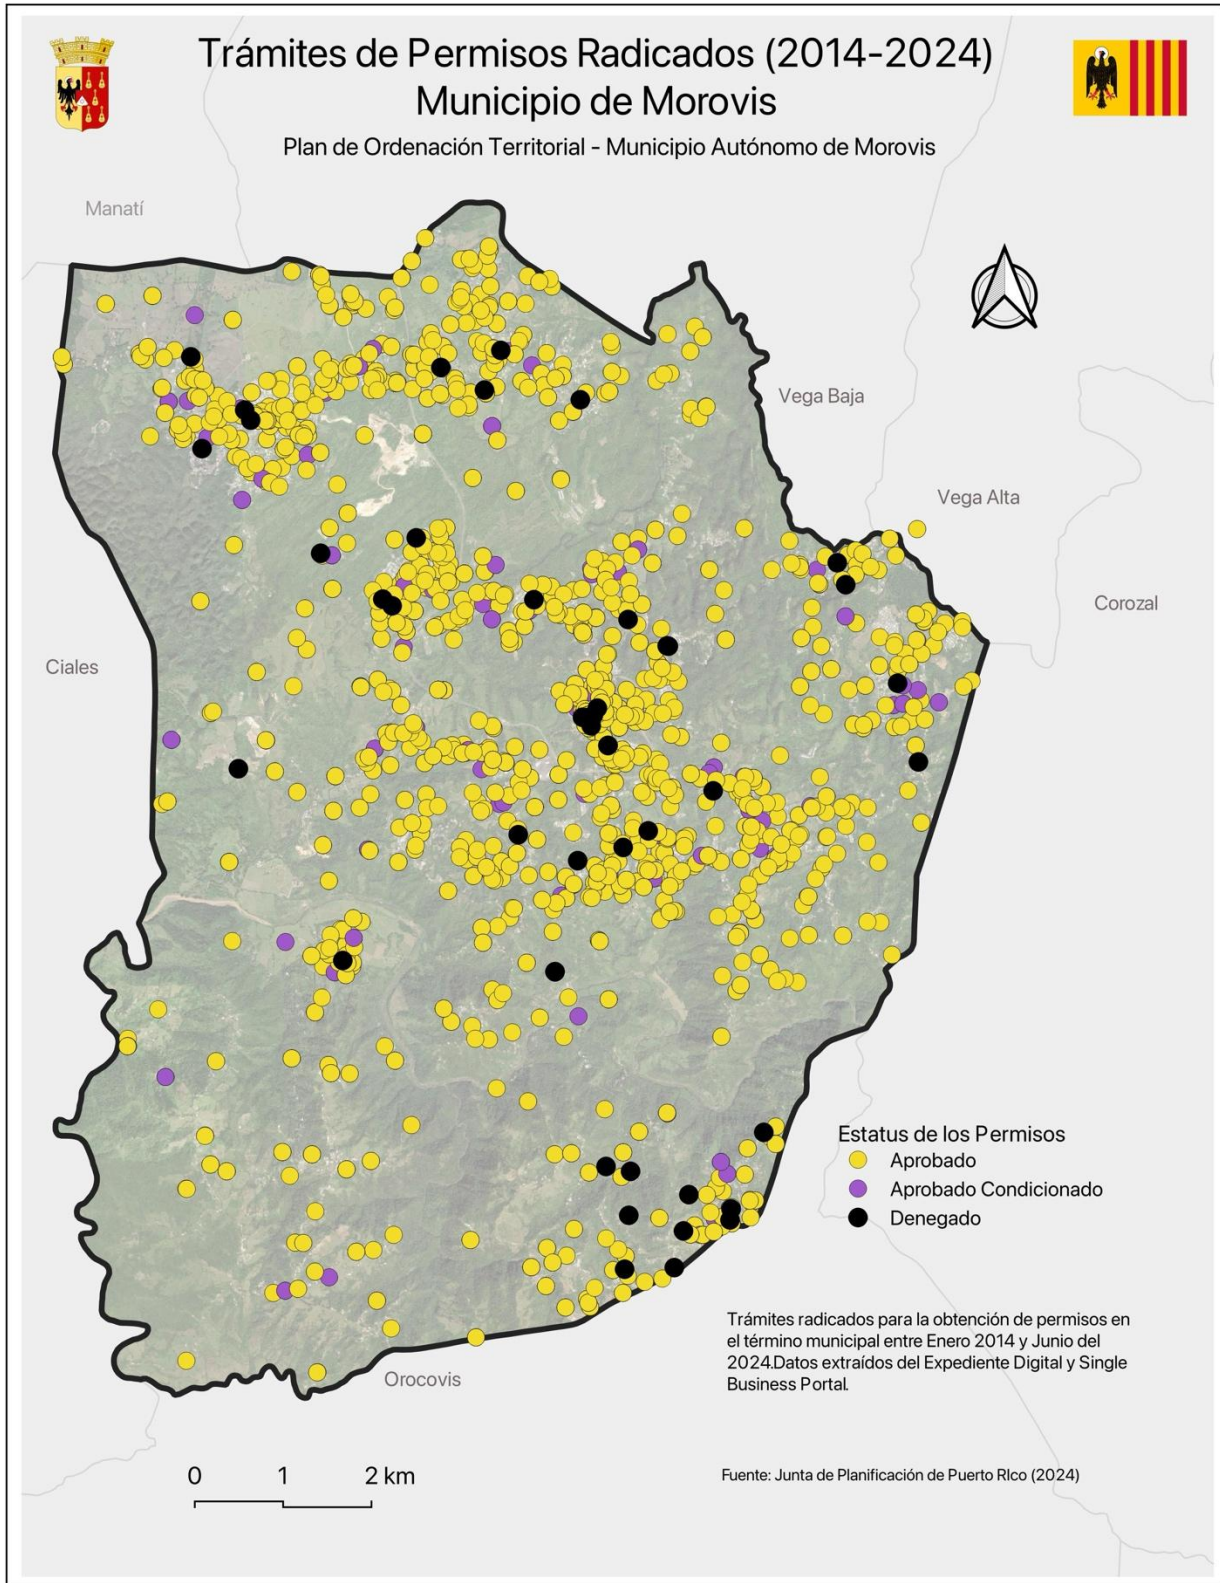 Trámites de Permisos Radicados (2014-2024)
Municipio de Morovis
Plan de Ordenación Territorial - Municipio Autónomo de Morovis
Manatí
Vega Baja
Vega Alta
Corozal
Ciales
Estatus de los Permisos
Aprobado
Aprobado Condicionado
Denegado
Trámites radicados para la obtención de permisos en
el término municipal entre Enero 2014 y Junio del
2024.Datos extraídos del Expediente Digital y Single
Business Portal.
Orocovis
0 1 2 km
Fuente: Junta de Planificación de Puerto RIco (2024)